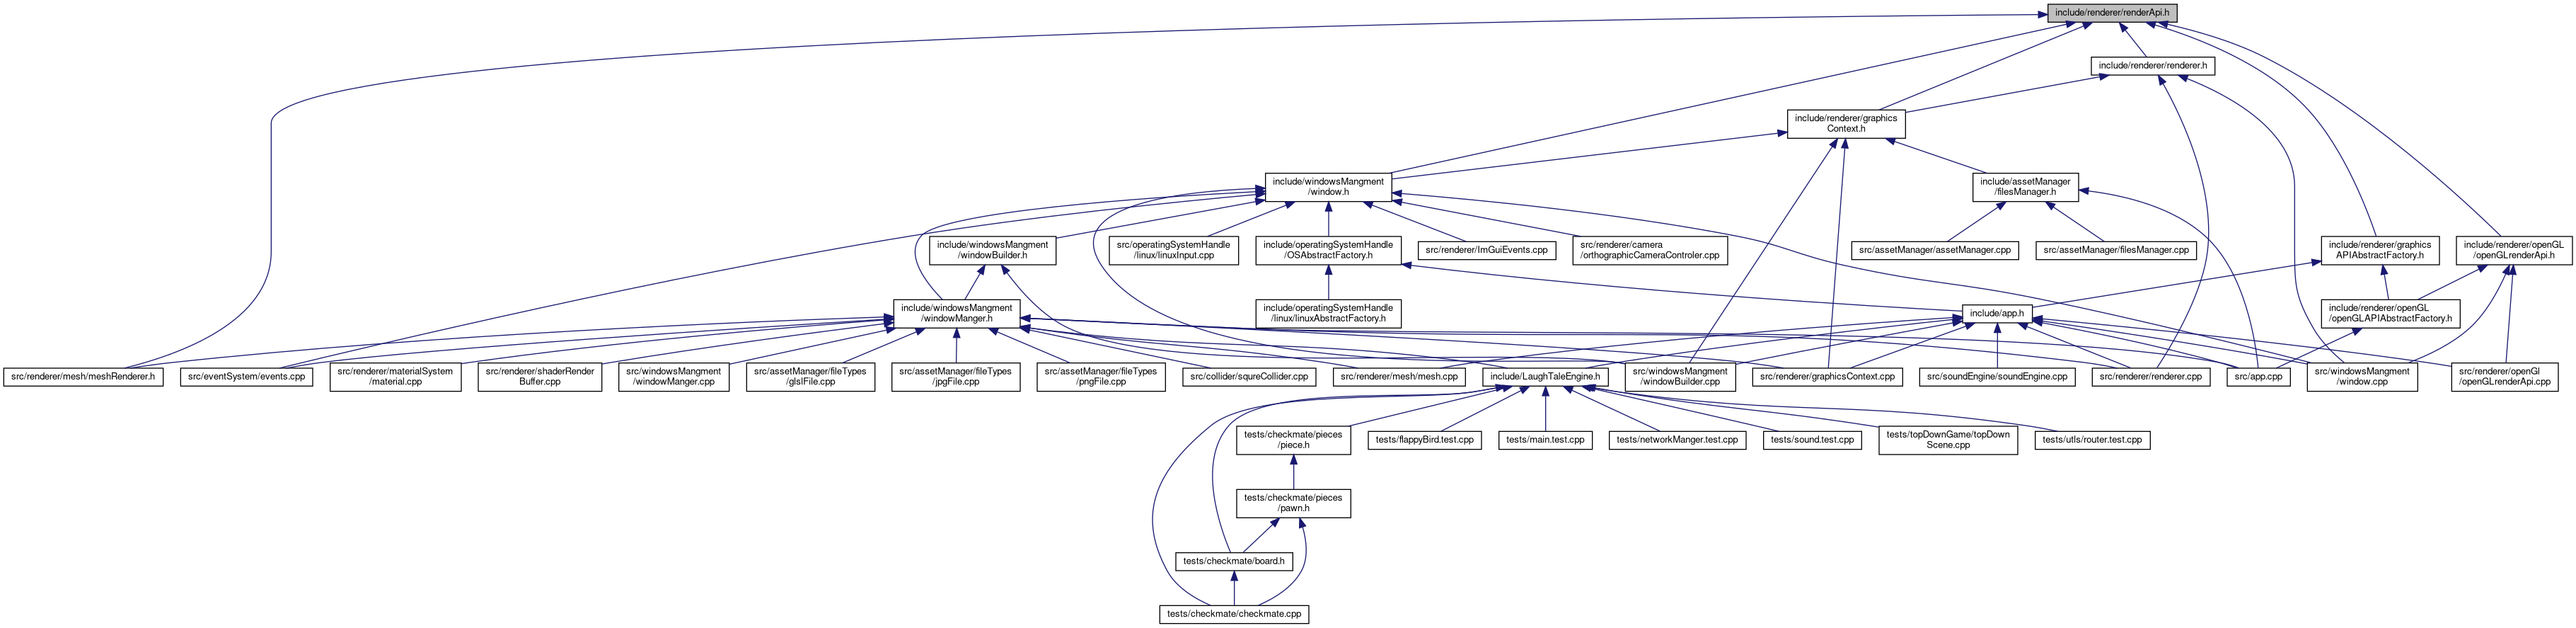 include/renderer/renderApi.h
include/renderer/renderer.h
include/renderer/graphics
Context.h
include/windowsMangment
/window.h
include/assetManager
/filesManager.h
include/windowsMangment
/windowBuilder.h
src/operatingSystemHandle
/linux/linuxInput.cpp
include/operatingSystemHandle
/OSAbstractFactory.h
src/renderer/ImGuiEvents.cpp
src/renderer/camera
/orthographicCameraControler.cpp
src/assetManager/assetManager.cpp
src/assetManager/filesManager.cpp
include/renderer/graphics
APIAbstractFactory.h
include/renderer/openGL
/openGLrenderApi.h
include/windowsMangment
/windowManger.h
include/operatingSystemHandle
/linux/linuxAbstractFactory.h
include/app.h
include/renderer/openGL
/openGLAPIAbstractFactory.h
src/renderer/mesh/meshRenderer.h
src/eventSystem/events.cpp
src/renderer/materialSystem
/material.cpp
src/renderer/shaderRender
Buffer.cpp
src/windowsMangment
/windowManger.cpp
src/assetManager/fileTypes
/glslFile.cpp
src/assetManager/fileTypes
/jpgFile.cpp
src/assetManager/fileTypes
/pngFile.cpp
src/collider/squreCollider.cpp
src/renderer/mesh/mesh.cpp
include/LaughTaleEngine.h
src/windowsMangment
/windowBuilder.cpp
src/renderer/graphicsContext.cpp
src/soundEngine/soundEngine.cpp
src/renderer/renderer.cpp
src/app.cpp
src/windowsMangment
/window.cpp
src/renderer/openGl
/openGLrenderApi.cpp
tests/checkmate/pieces
/piece.h
tests/flappyBird.test.cpp
tests/main.test.cpp
tests/networkManger.test.cpp
tests/sound.test.cpp
tests/topDownGame/topDown
Scene.cpp
tests/utls/router.test.cpp
tests/checkmate/pieces
/pawn.h
tests/checkmate/board.h
tests/checkmate/checkmate.cpp